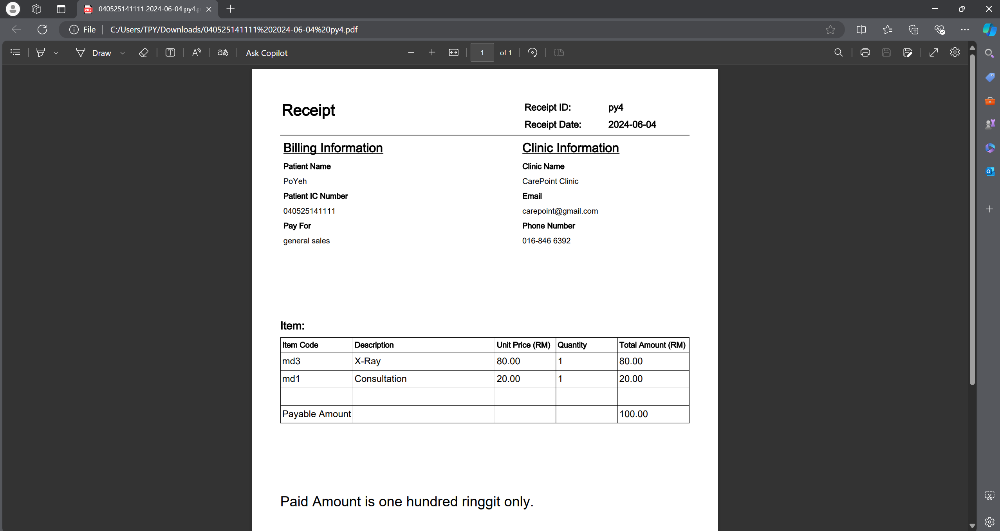 040525141111 2024-06-04 py4.p
File C:/Users/TPY/Downloads/040525141111%202024-06-04%20py4.pdf
Draw aあ Ask Copilot 1 of 1
Receipt
Receipt ID: py4
Receipt Date: 2024-06-04
Billing Information
Patient Name
PoYeh
Patient IC Number
040525141111
Pay For
general sales
Clinic Information
Clinic Name
CarePoint Clinic
Email
carepoint@gmail.com
Phone Number
016-846 6392
Item:
Item Code Description Unit Price (RM) Quantity Total Amount (RM)
md3 X-Ray 80.00 1 80.00
md1 Consultation 20.00 1 20.00
Payable Amount 100.00
Paid Amount is one hundred ringgit only.